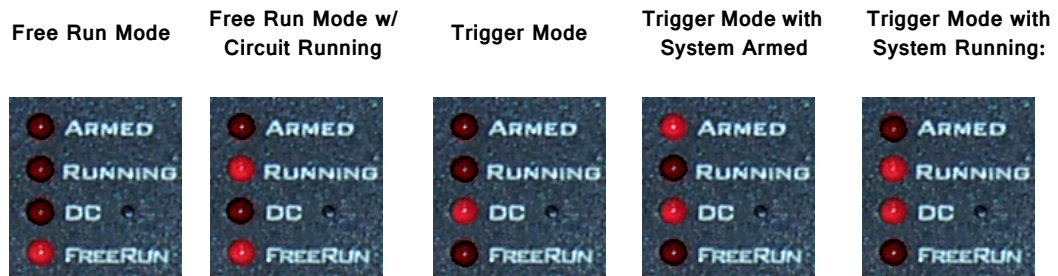 Free Run Mode
Free Run Mode w/
Circuit Running
Trigger Mode
Trigger Mode with
System Armed
Trigger Mode with
System Running:
ARMED
RUNNING
DC
FREERUN
ARMED
RUNNING
DC
FREERUN
ARMED
RUNNING
DC
FREERUN
ARMED
RUNNING
DC
FREERUN
ARMED
RUNNING
DC
FREERUN